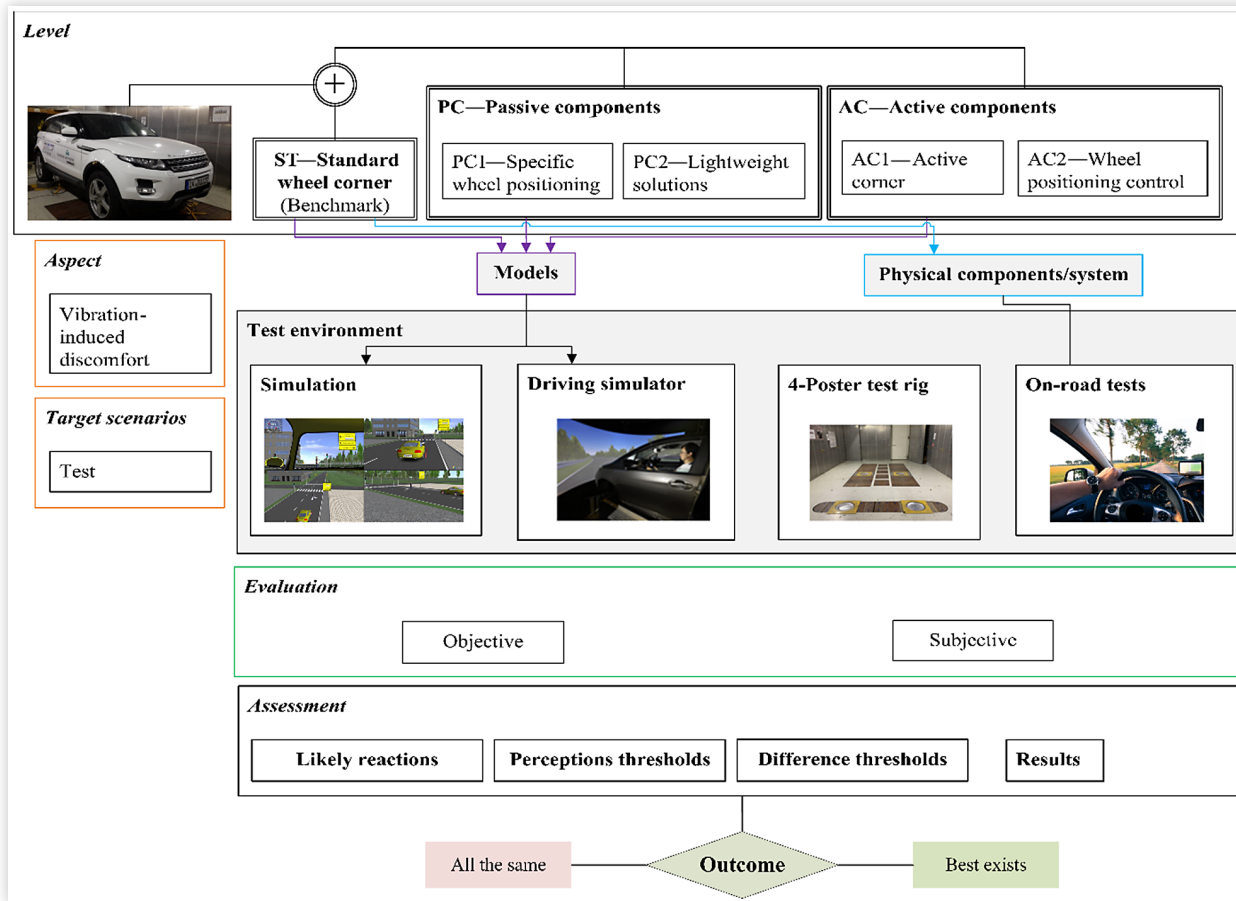 Level
PC—Passive components
AC—Active components
ST—Standard
wheel corner
(Benchmark)
PC1—Specific
wheel positioning
PC2—Lightweight
solutions
AC1—Active
corner
AC2—Wheel
positioning control
Aspect
Vibration-
induced
discomfort
Models
Physical components/system
Target scenarios
Test
Test environment
Simulation
Driving simulator
4-Poster test rig
On-road tests
Evaluation
Objective
Subjective
Assessment
Likely reactions
Perceptions thresholds
Difference thresholds
Results
All the same
Outcome
Best exists